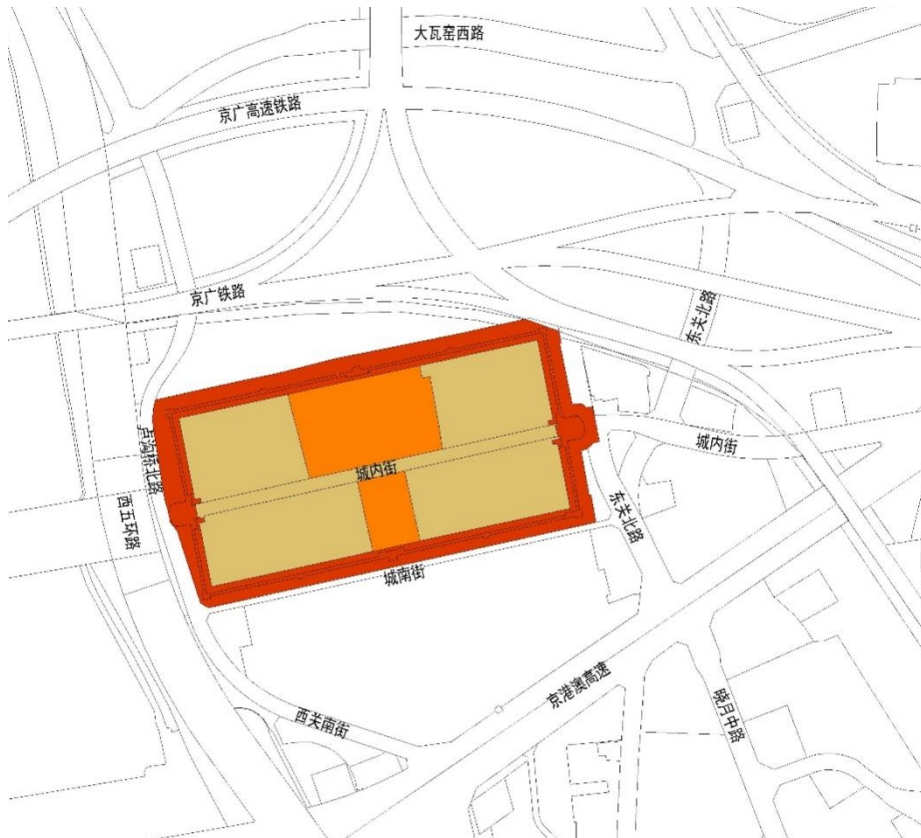 大瓦窑西路
京广高速铁路
京广铁路
东关北路
卢沟桥北路
城内街
城内街
西五环路
东关北路
城南街
京港澳高速
西关南街
晓月中路